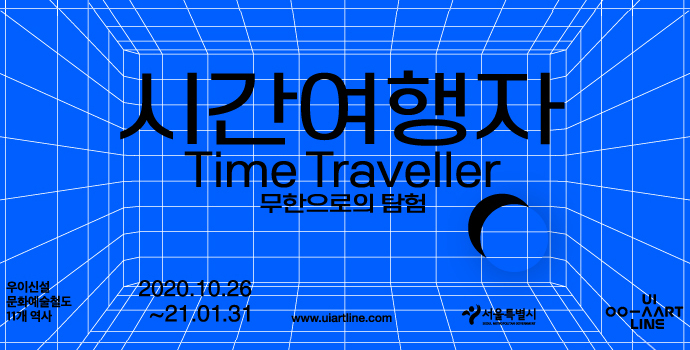 시간여행자
Time Traveller
무한으로의 탐험
우이신설
문화예술철도
11개 역사
2020.10.26
~21.01.31
www.uiartline.com
서울특별시
UI
OO—AART
LINE